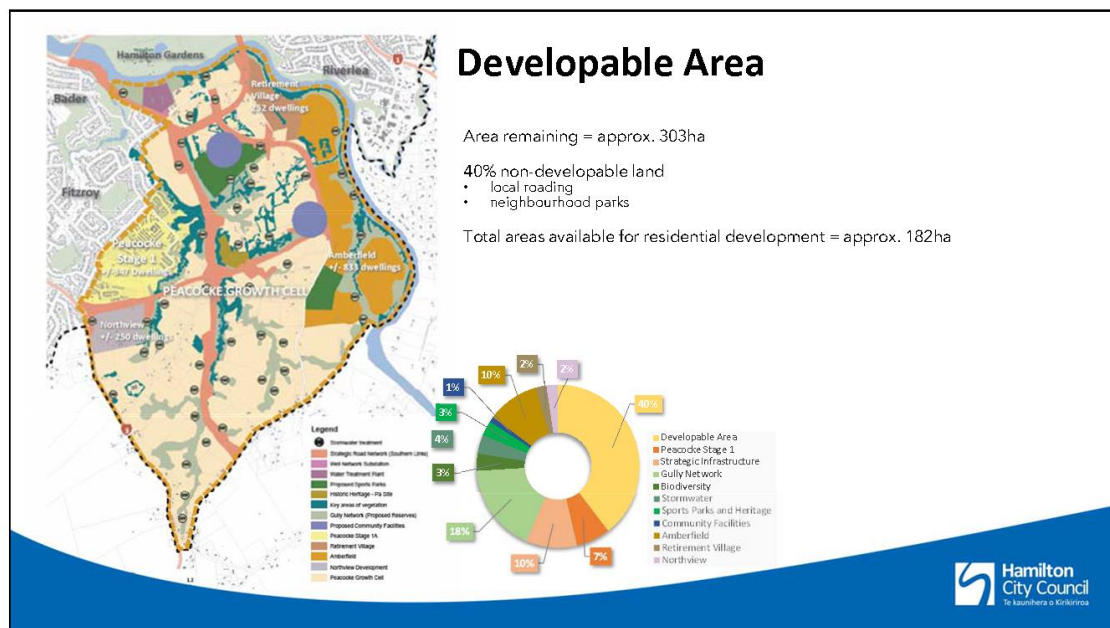 Developable Area
Area remaining = approx. 303ha
40% non-developable land
• local roading
• neighbourhood parks
Total areas available for residential development = approx. 182ha
Hamilton Gardens
Riverlea
Bader
Retirement
Village
252 dwellings
Fitzroy
Peacocke
Stage 1
+/-347 Dwellings
Amberfield
+/- 833 dwellings
PEACOCKE GROWTH CELL
Northview
+/- 250 dwellings
Legend
Stormwater treatment
Strategic Road Network (Southern Links)
Water Treatment Plant
Proposed Sports Parks
Historic Heritage - Pa Site
Key areas of vegetation
Gully Network (Proposed Reserves)
Proposed Community Facilities
Peacocke Stage 1A
Retirement Village
Amberfield
Northview Development
Peacocke Growth Cell
2%
2%
10%
1%
3%
4%
3%
18%
10%
7%
40%
Developable Area
Peacocke Stage 1
Strategic Infrastructure
Gully Network
Biodiversity
Stormwater
Sports Parks and Heritage
Community Facilities
Amberfield
Retirement Village
Northview
Hamilton
City Council
Te kaunihera o Kirikiriroa